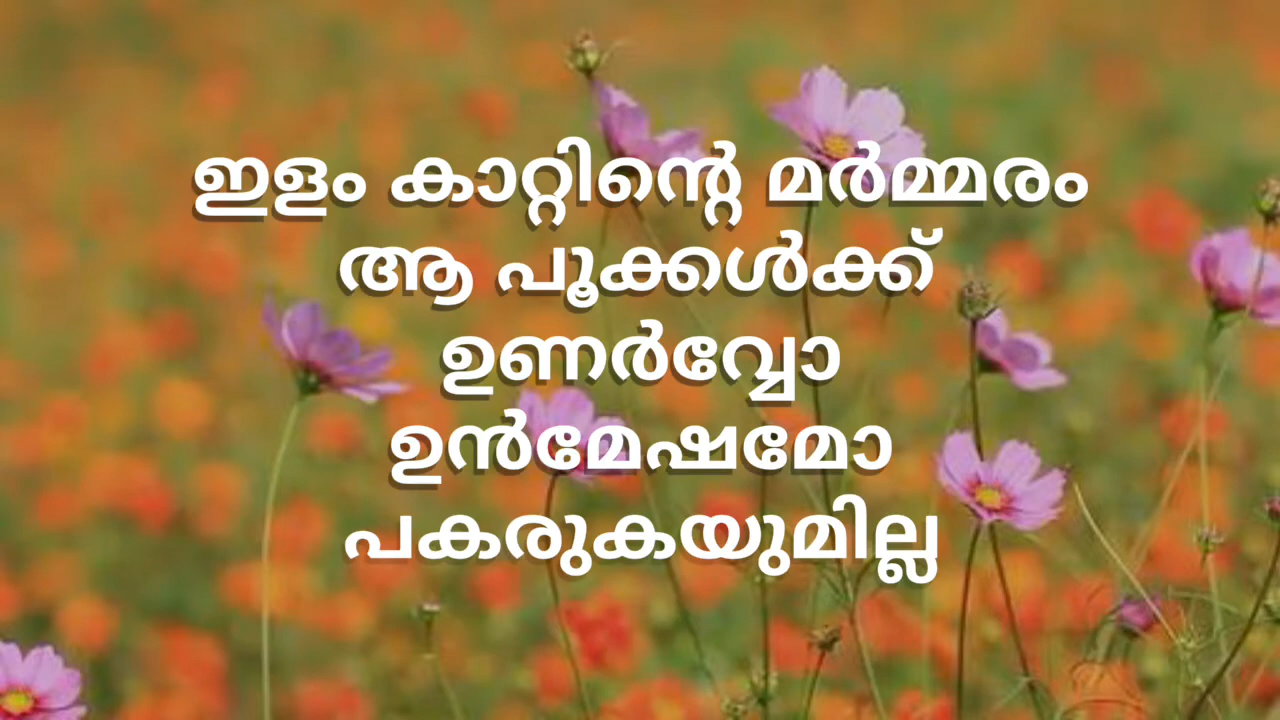 ഇളം കാറ്റിന്റെ മർമ്മരം
ആ പൂക്കൾക്ക്
ഉണർവ്വോ
ഉൻമേഷമോ
പകരുകയുമില്ല